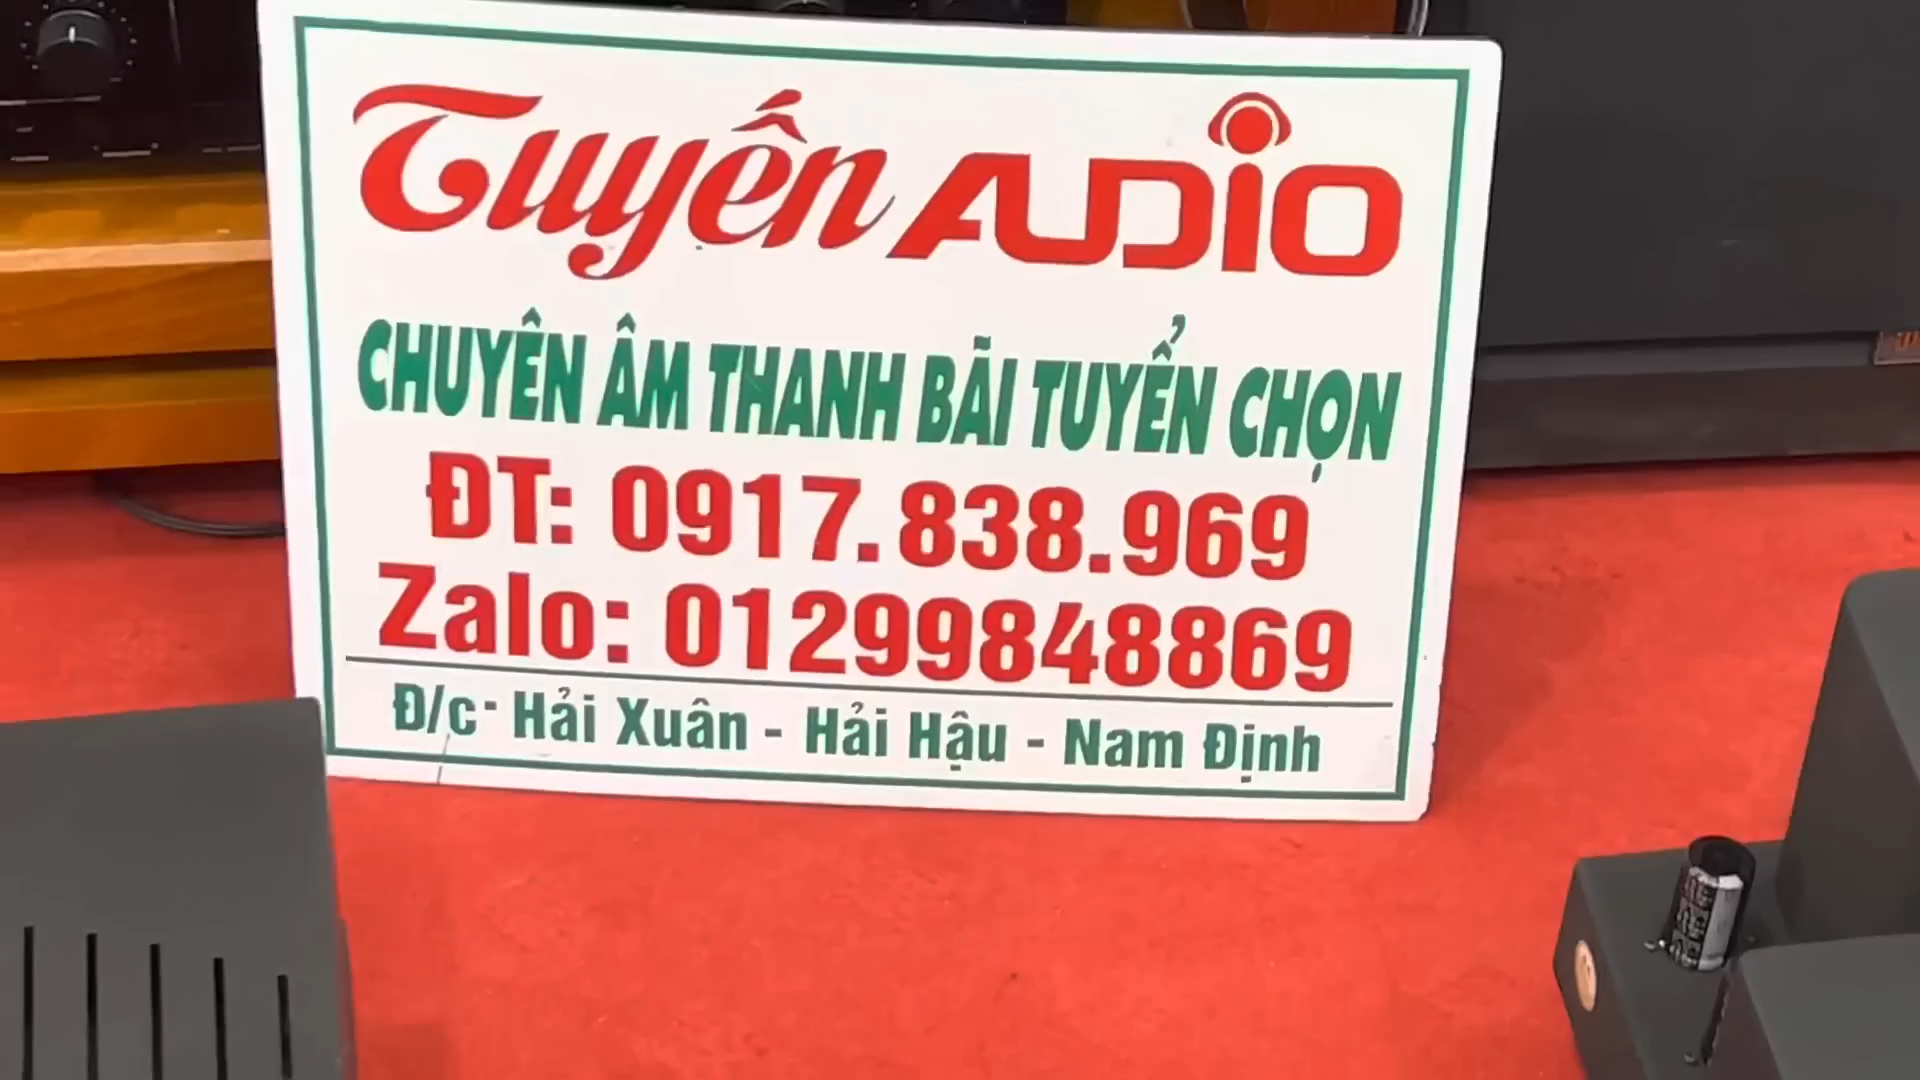 Tuyến AUDIO
CHUYÊN ÂM THANH BÃI TUYỂN CHỌN
ĐT: 0917.838.969
Zalo: 01299848869
Đ/c- Hải Xuân - Hải Hậu - Nam Định